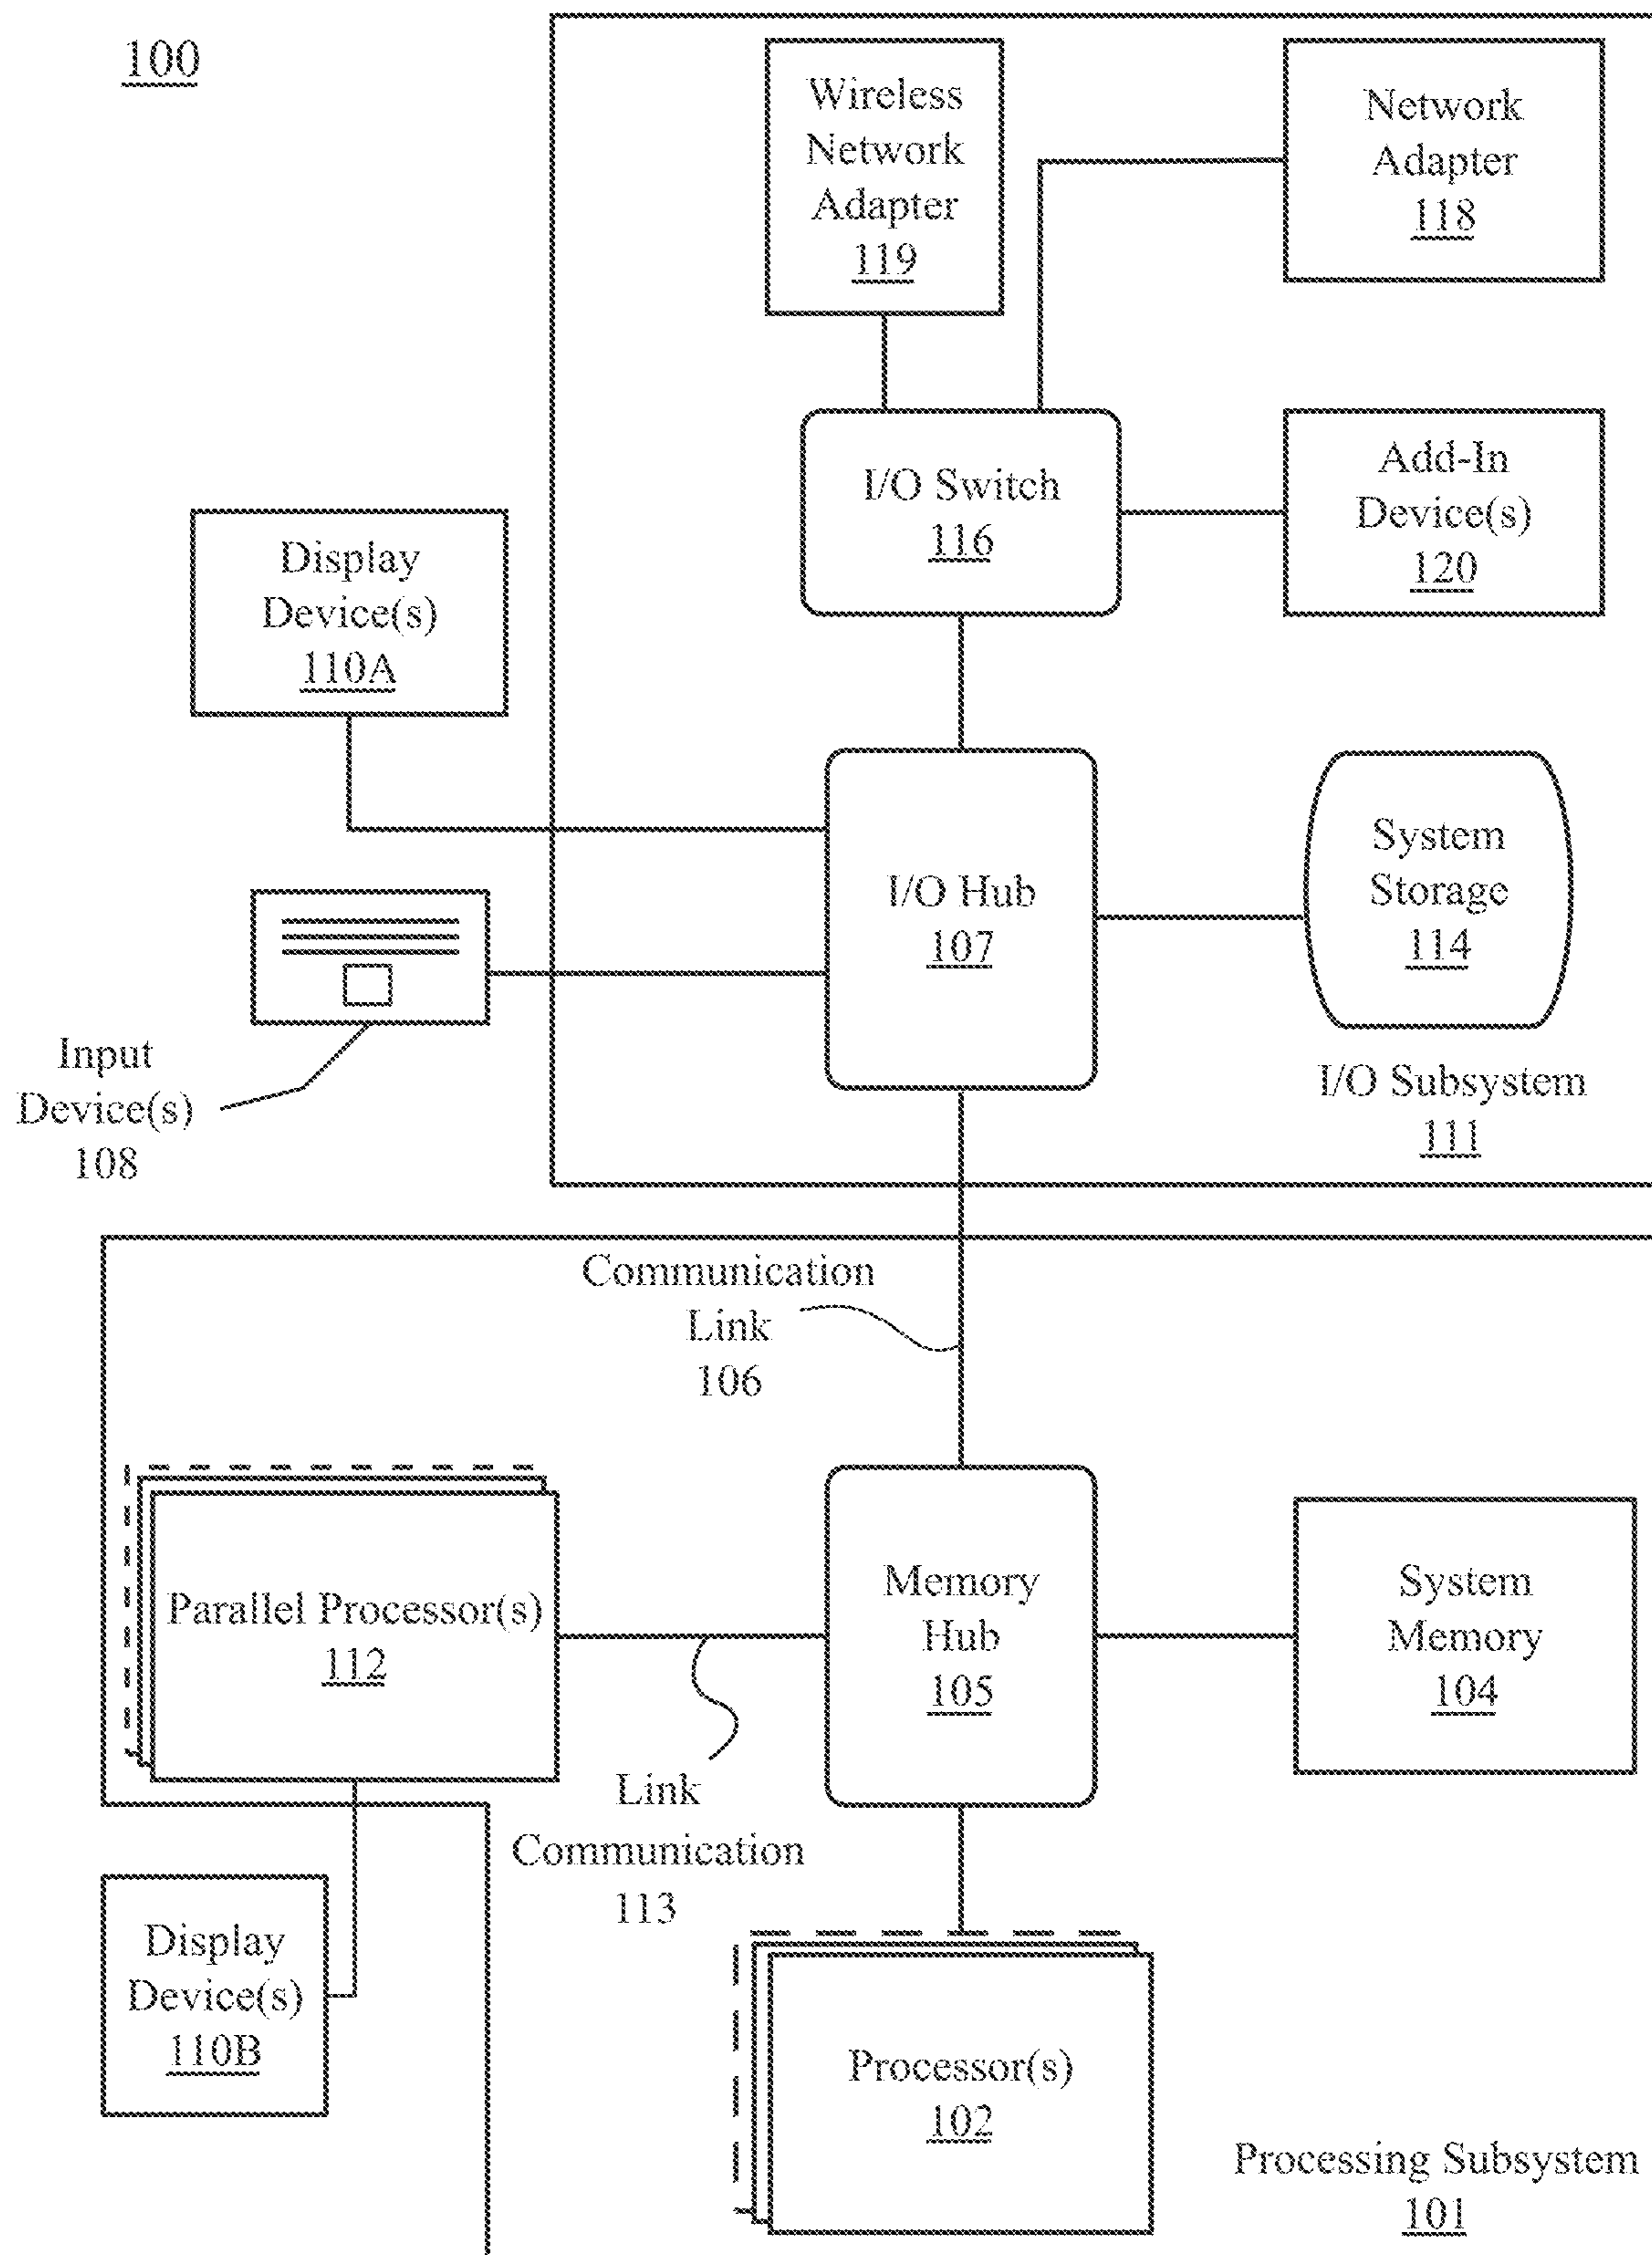 100
Wireless
Network
Adapter
119
Network
Adapter
118
I/O Switch
116
Add-In
Device(s)
120
Display
Device(s)
110A
I/O Hub
107
System
Storage
114
Input
Device(s)
108
I/O Subsystem
111
Communication
Link
106
Parallel Processor(s)
112
Memory
Hub
105
System
Memory
104
Link
Communication
113
Display
Device(s)
110B
Processor(s)
102
Processing Subsystem
101